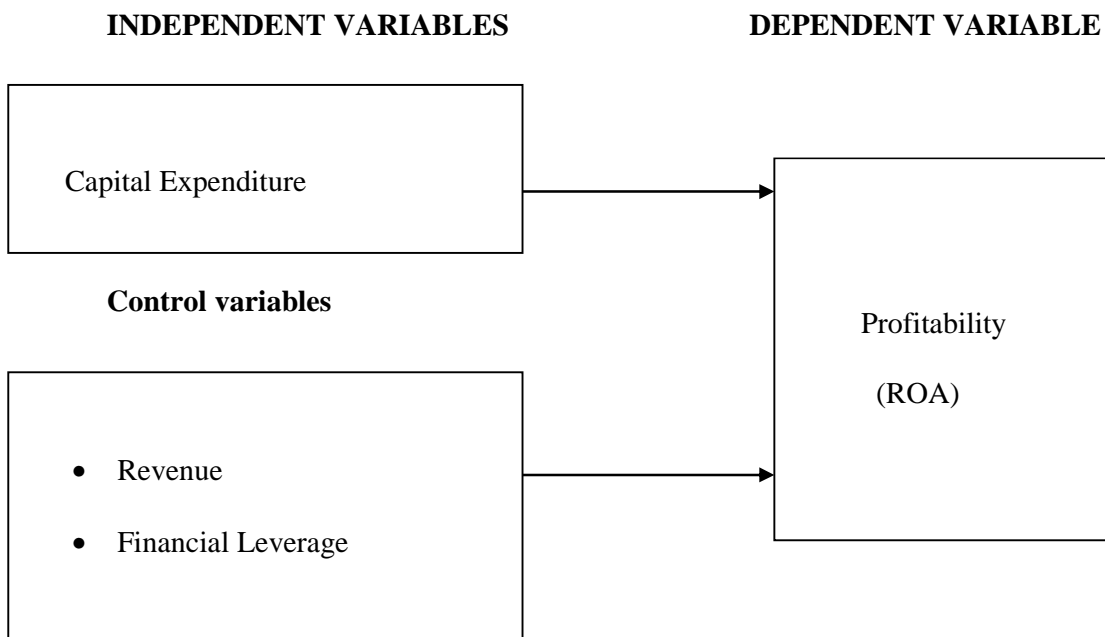 INDEPENDENT VARIABLES
DEPENDENT VARIABLE
Capital Expenditure
Control variables
Profitability
(ROA)
• Revenue
• Financial Leverage